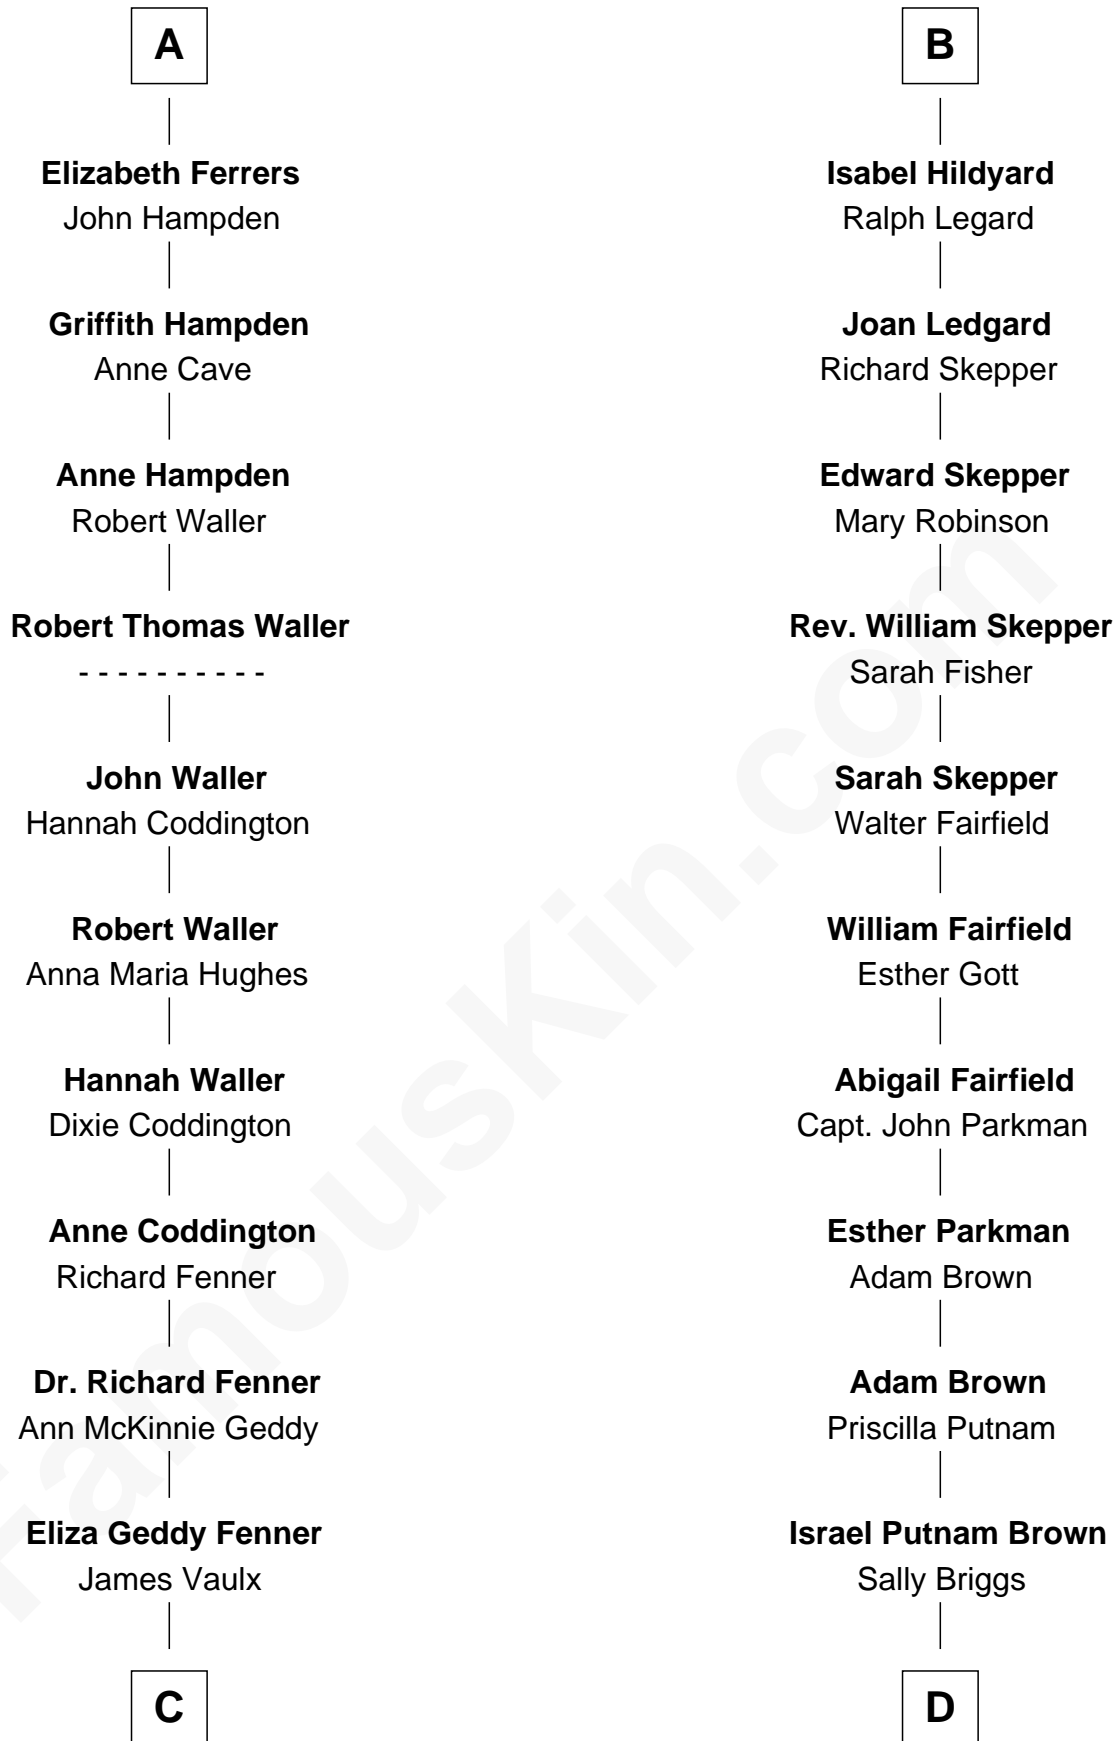 A
Elizabeth Ferrers
John Hampden
Griffith Hampden
Anne Cave
Anne Hampden
Robert Waller
Robert Thomas Waller
- - - - - - - - - -
John Waller
Hannah Coddington
Robert Waller
Anna Maria Hughes
Hannah Waller
Dixie Coddington
Anne Coddington
Richard Fenner
Dr. Richard Fenner
Ann McKinnie Geddy
Eliza Geddy Fenner
James Vaulx
C
B
Isabel Hildyard
Ralph Legard
Joan Ledgard
Richard Skepper
Edward Skepper
Mary Robinson
Rev. William Skepper
Sarah Fisher
Sarah Skepper
Walter Fairfield
William Fairfield
Esther Gott
Abigail Fairfield
Capt. John Parkman
Esther Parkman
Adam Brown
Adam Brown
Priscilla Putnam
Israel Putnam Brown
Sally Briggs
D
FamousKin.com